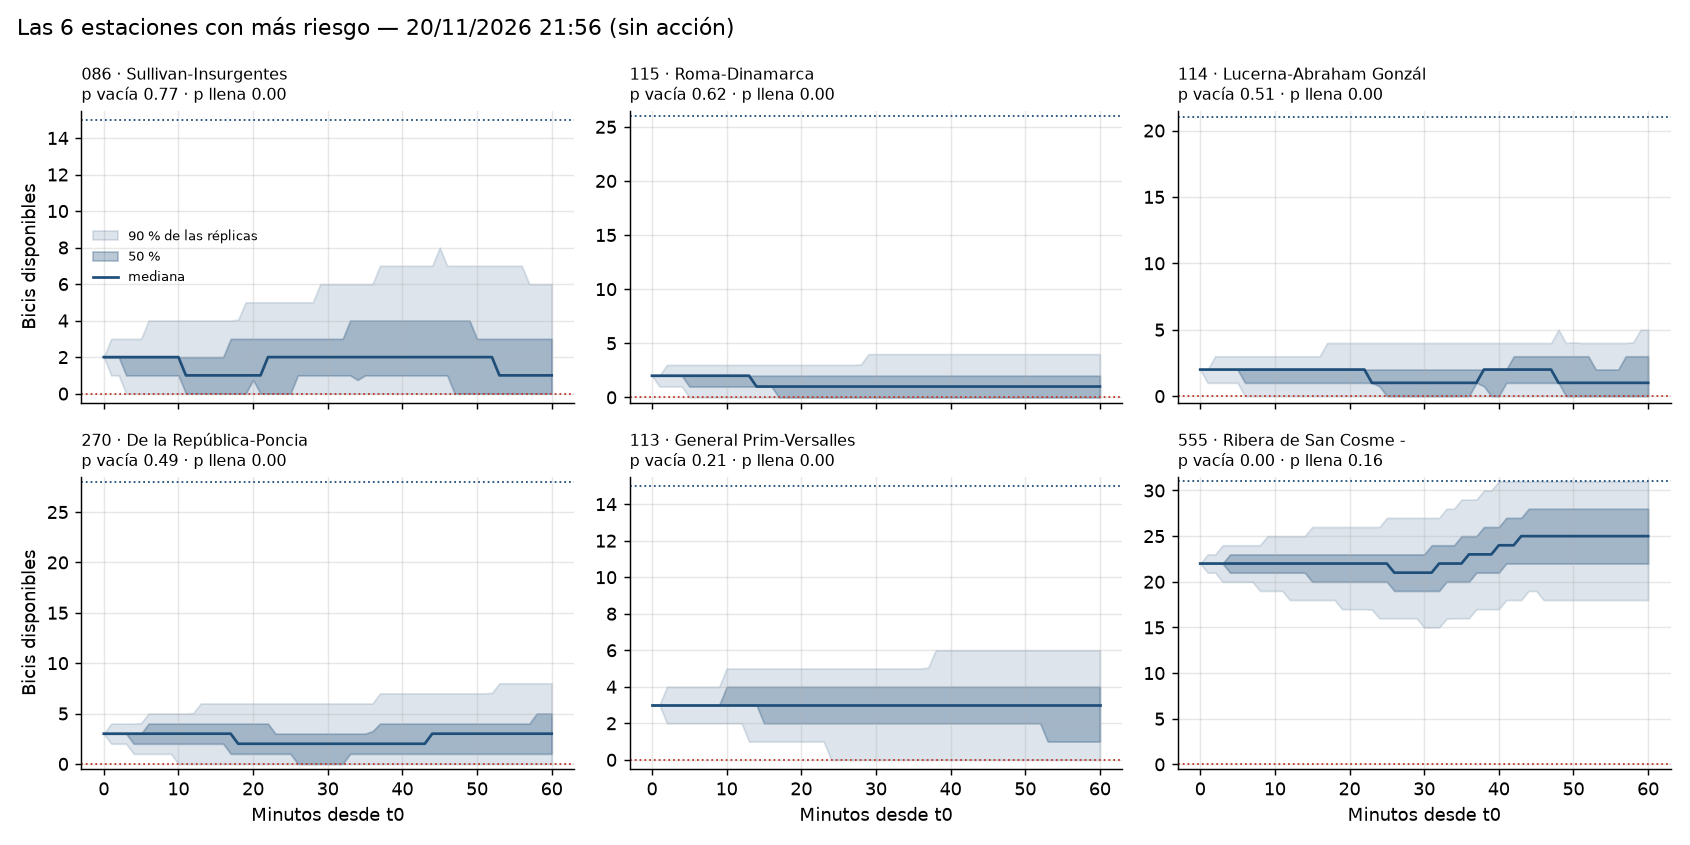 Las 6 estaciones con más riesgo — 20/11/2026 21:56 (sin acción)
086 · Sullivan-Insurgentes
p vacía 0.77 · p llena 0.00
14
12
10
8
6
4
2
0
Bicis disponibles
90 % de las réplicas
50 %
mediana
115 · Roma-Dinamarca
p vacía 0.62 · p llena 0.00
25
20
15
10
5
0
114 · Lucerna-Abraham Gonzál
p vacía 0.51 · p llena 0.00
20
15
10
5
0
270 · De la República-Poncia
p vacía 0.49 · p llena 0.00
25
20
15
10
5
0
Bicis disponibles
0 10 20 30 40 50 60
Minutos desde t0
113 · General Prim-Versalles
p vacía 0.21 · p llena 0.00
14
12
10
8
6
4
2
0
0 10 20 30 40 50 60
Minutos desde t0
555 · Ribera de San Cosme -
p vacía 0.00 · p llena 0.16
30
25
20
15
10
5
0
0 10 20 30 40 50 60
Minutos desde t0